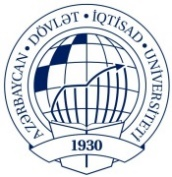 AZƏRBAYCAN • DÖVLƏT • İQTİSAD • UNİVERSİTETİ
1930